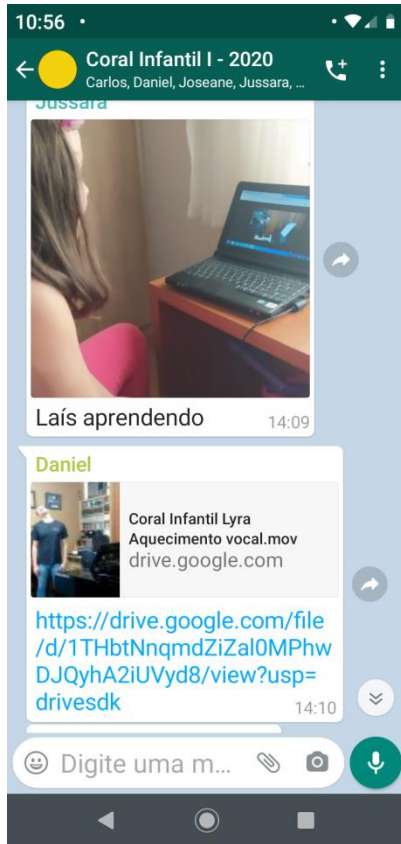 10:56
Coral Infantil I - 2020
Carlos, Daniel, Joseane, Jussara, ...
Jussara
Laís aprendendo
14:09
Daniel
Coral Infantil Lyra
Aquecimento vocal.mov
drive.google.com
https://drive.google.com/file
/d/1THbtNnqmdZiZal0MPhw
DJQyhA2iUVyd8/view?usp=
drivesdk
14:10
Digite uma m...